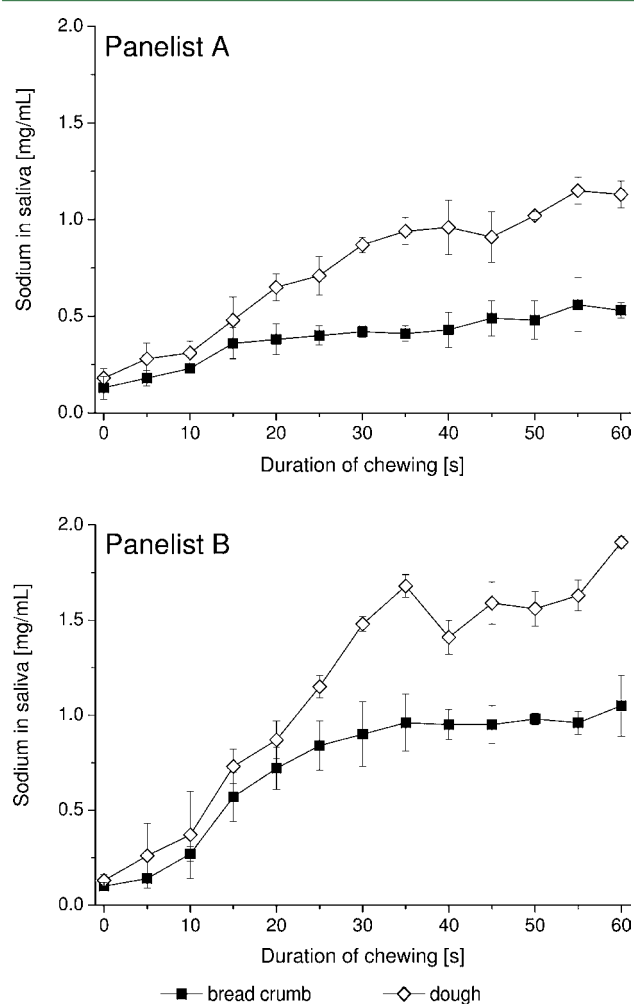 Panelist A
2.0
1.5
1.0
0.5
0.0
Sodium in saliva [mg/mL]
0 10 20 30 40 50 60
Duration of chewing [s]
Panelist B
2.0
1.5
1.0
0.5
0.0
Sodium in saliva [mg/mL]
0 10 20 30 40 50 60
Duration of chewing [s]
bread crumb dough